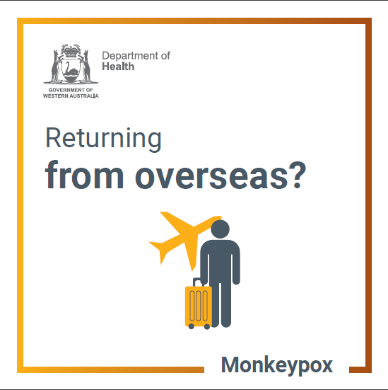 Department of
Health
GOVERNMENT OF
WESTERN AUSTRALIA
Returning
from overseas?
Monkeypox